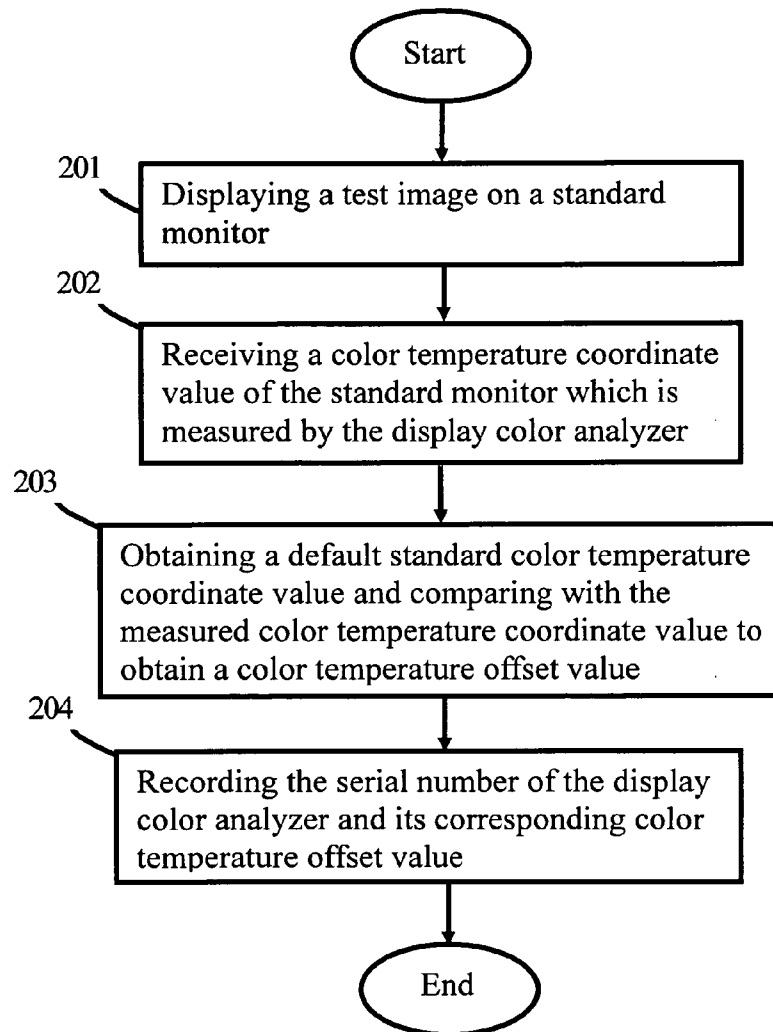 Start
201
Displaying a test image on a standard
monitor
202
Receiving a color temperature coordinate
value of the standard monitor which is
measured by the display color analyzer
203
Obtaining a default standard color temperature
coordinate value and comparing with the
measured color temperature coordinate value to
obtain a color temperature offset value
204
Recording the serial number of the display
color analyzer and its corresponding color
temperature offset value
End